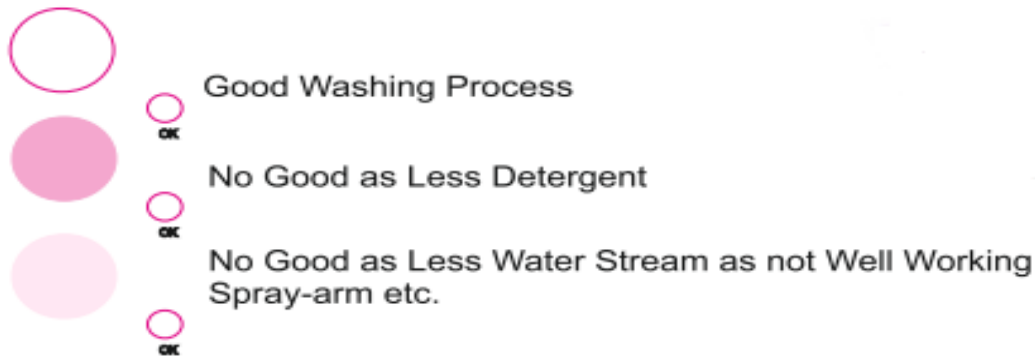 Good Washing Process
OK
No Good as Less Detergent
OK
No Good as Less Water Stream as not Well Working
Spray-arm etc.
OK